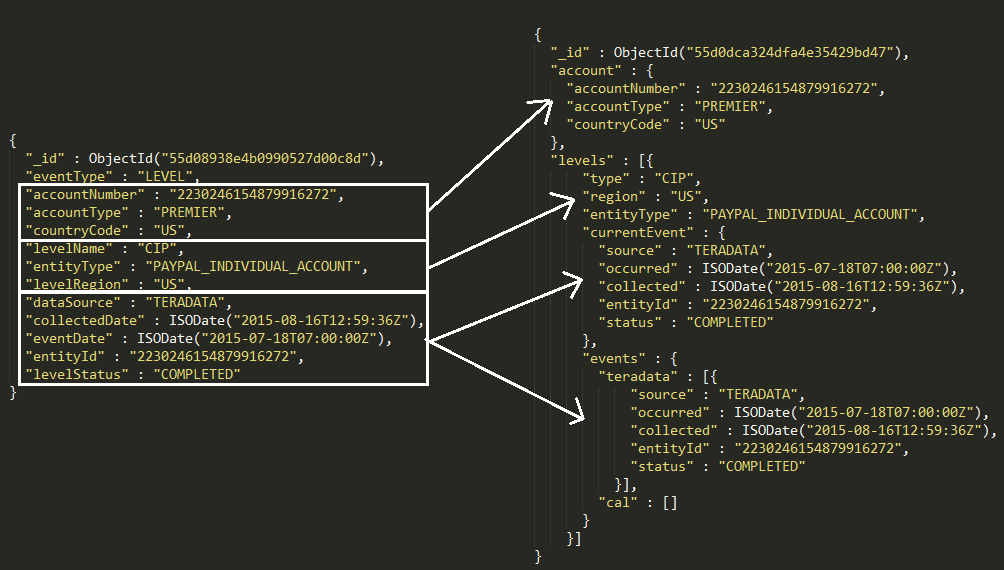 {
"_id" : ObjectId("55d08938e4b0990527d00c8d"),
"eventType" : "LEVEL",
"accountNumber" : "2230246154879916272",
"accountType" : "PREMIER",
"countryCode" : "US",
"levelName" : "CIP",
"entityType" : "PAYPAL_INDIVIDUAL_ACCOUNT",
"levelRegion" : "US",
"dataSource" : "TERADATA",
"collectedDate" : ISODate("2015-08-16T12:59:36Z"),
"eventDate" : ISODate("2015-07-18T07:00:00Z"),
"entityId" : "2230246154879916272",
"levelStatus" : "COMPLETED"
}
{
"_id" : ObjectId("55d0dca324dfa4e35429bd47"),
"account" : {
"accountNumber" : "2230246154879916272",
"accountType" : "PREMIER",
"countryCode" : "US"
},
"levels" : [{
"type" : "CIP",
"region" : "US",
"entityType" : "PAYPAL_INDIVIDUAL_ACCOUNT",
"currentEvent" : {
"source" : "TERADATA",
"occurred" : ISODate("2015-07-18T07:00:00Z"),
"collected" : ISODate("2015-08-16T12:59:36Z"),
"entityId" : "2230246154879916272",
"status" : "COMPLETED"
},
"events" : {
"teradata" : [{
"source" : "TERADATA",
"occurred" : ISODate("2015-07-18T07:00:00Z"),
"collected" : ISODate("2015-08-16T12:59:36Z"),
"entityId" : "2230246154879916272",
"status" : "COMPLETED"
}],
"cal" : []
}
}]
}